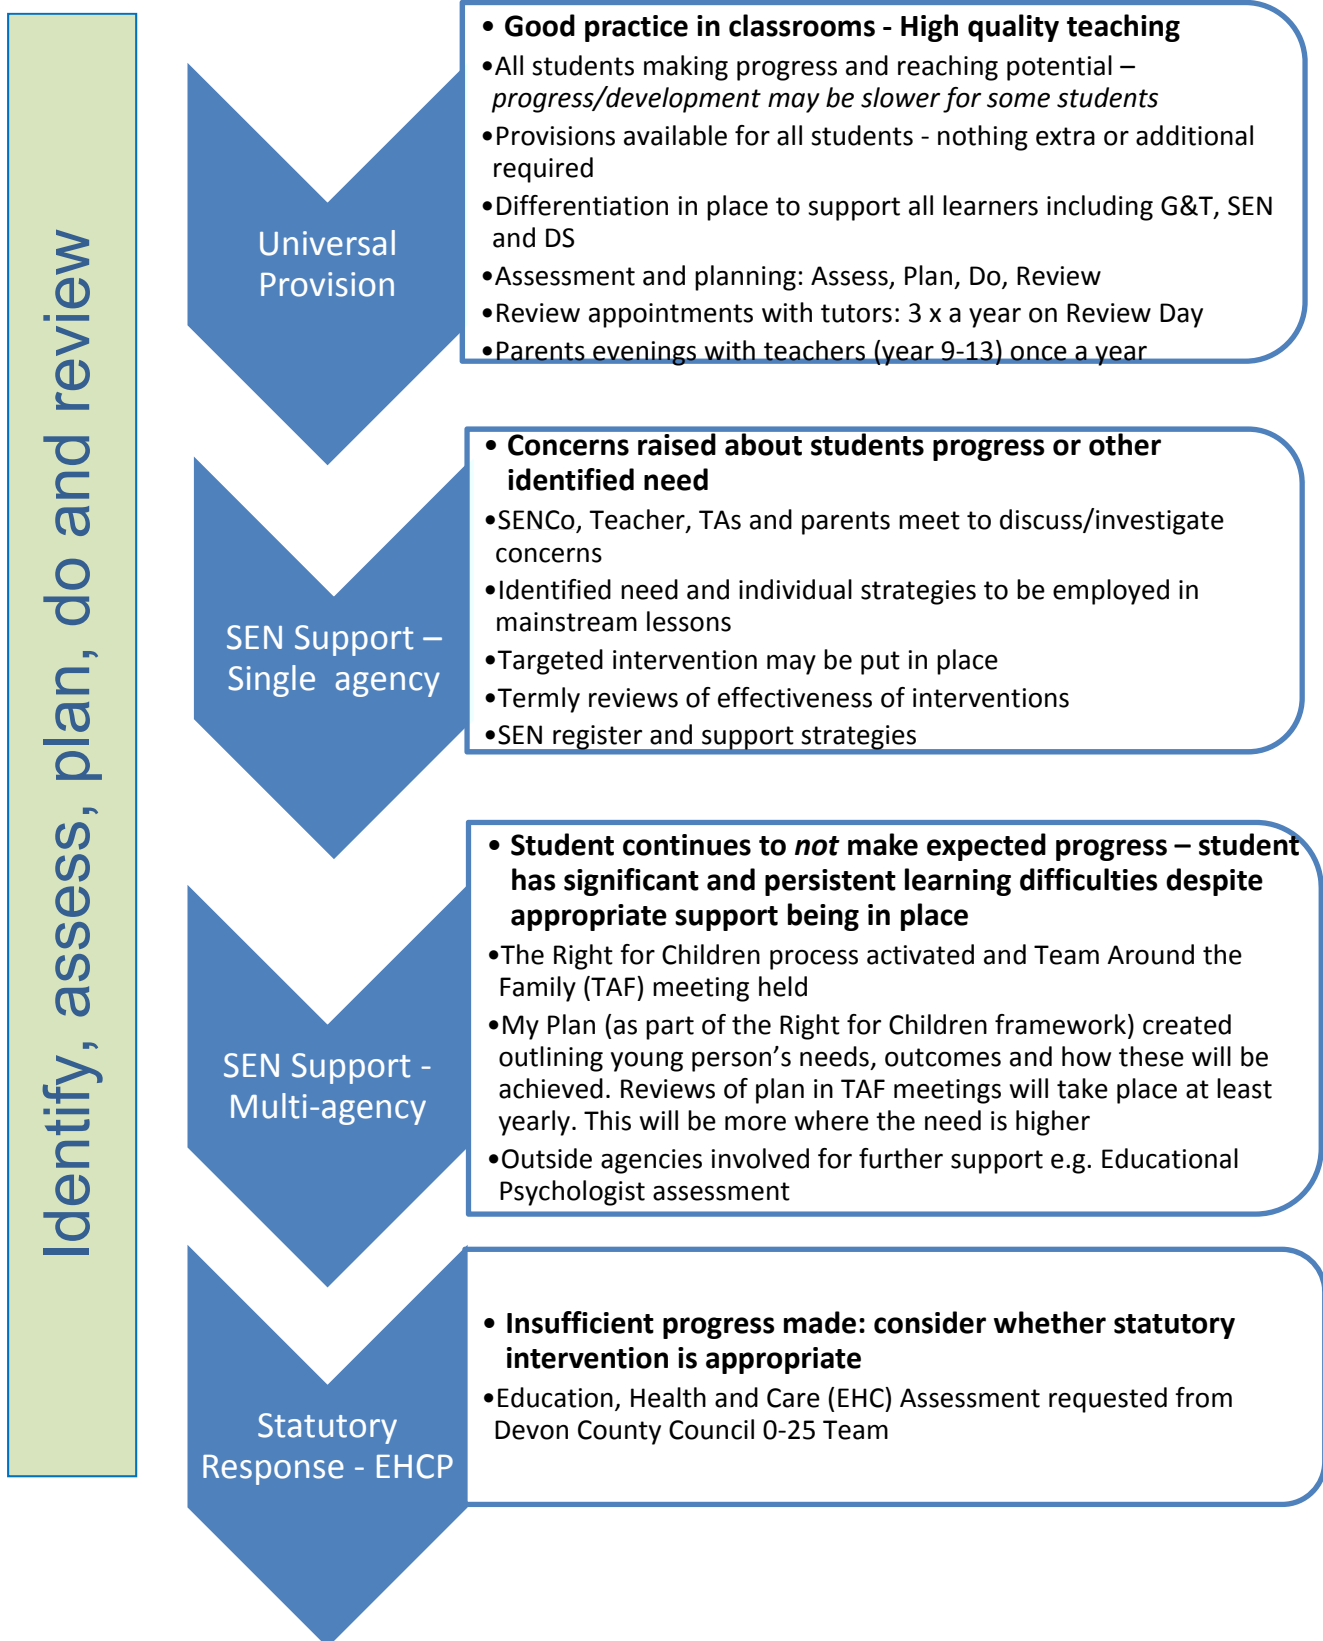 Identify, assess, plan, do and review
Universal
Provision
• Good practice in classrooms - High quality teaching
•All students making progress and reaching potential –
progress/development may be slower for some students
•Provisions available for all students - nothing extra or additional
required
•Differentiation in place to support all learners including G&T, SEN
and DS
•Assessment and planning: Assess, Plan, Do, Review
•Review appointments with tutors: 3 x a year on Review Day
•Parents evenings with teachers (year 9-13) once a year
SEN Support –
Single agency
• Concerns raised about students progress or other
identified need
•SENCo, Teacher, TAs and parents meet to discuss/investigate
concerns
•Identified need and individual strategies to be employed in
mainstream lessons
•Targeted intervention may be put in place
•Termly reviews of effectiveness of interventions
•SEN register and support strategies
SEN Support -
Multi-agency
• Student continues to not make expected progress – student
has significant and persistent learning difficulties despite
appropriate support being in place
•The Right for Children process activated and Team Around the
Family (TAF) meeting held
•My Plan (as part of the Right for Children framework) created
outlining young person’s needs, outcomes and how these will be
achieved. Reviews of plan in TAF meetings will take place at least
yearly. This will be more where the need is higher
•Outside agencies involved for further support e.g. Educational
Psychologist assessment
Statutory
Response - EHCP
• Insufficient progress made: consider whether statutory
intervention is appropriate
•Education, Health and Care (EHC) Assessment requested from
Devon County Council 0-25 Team